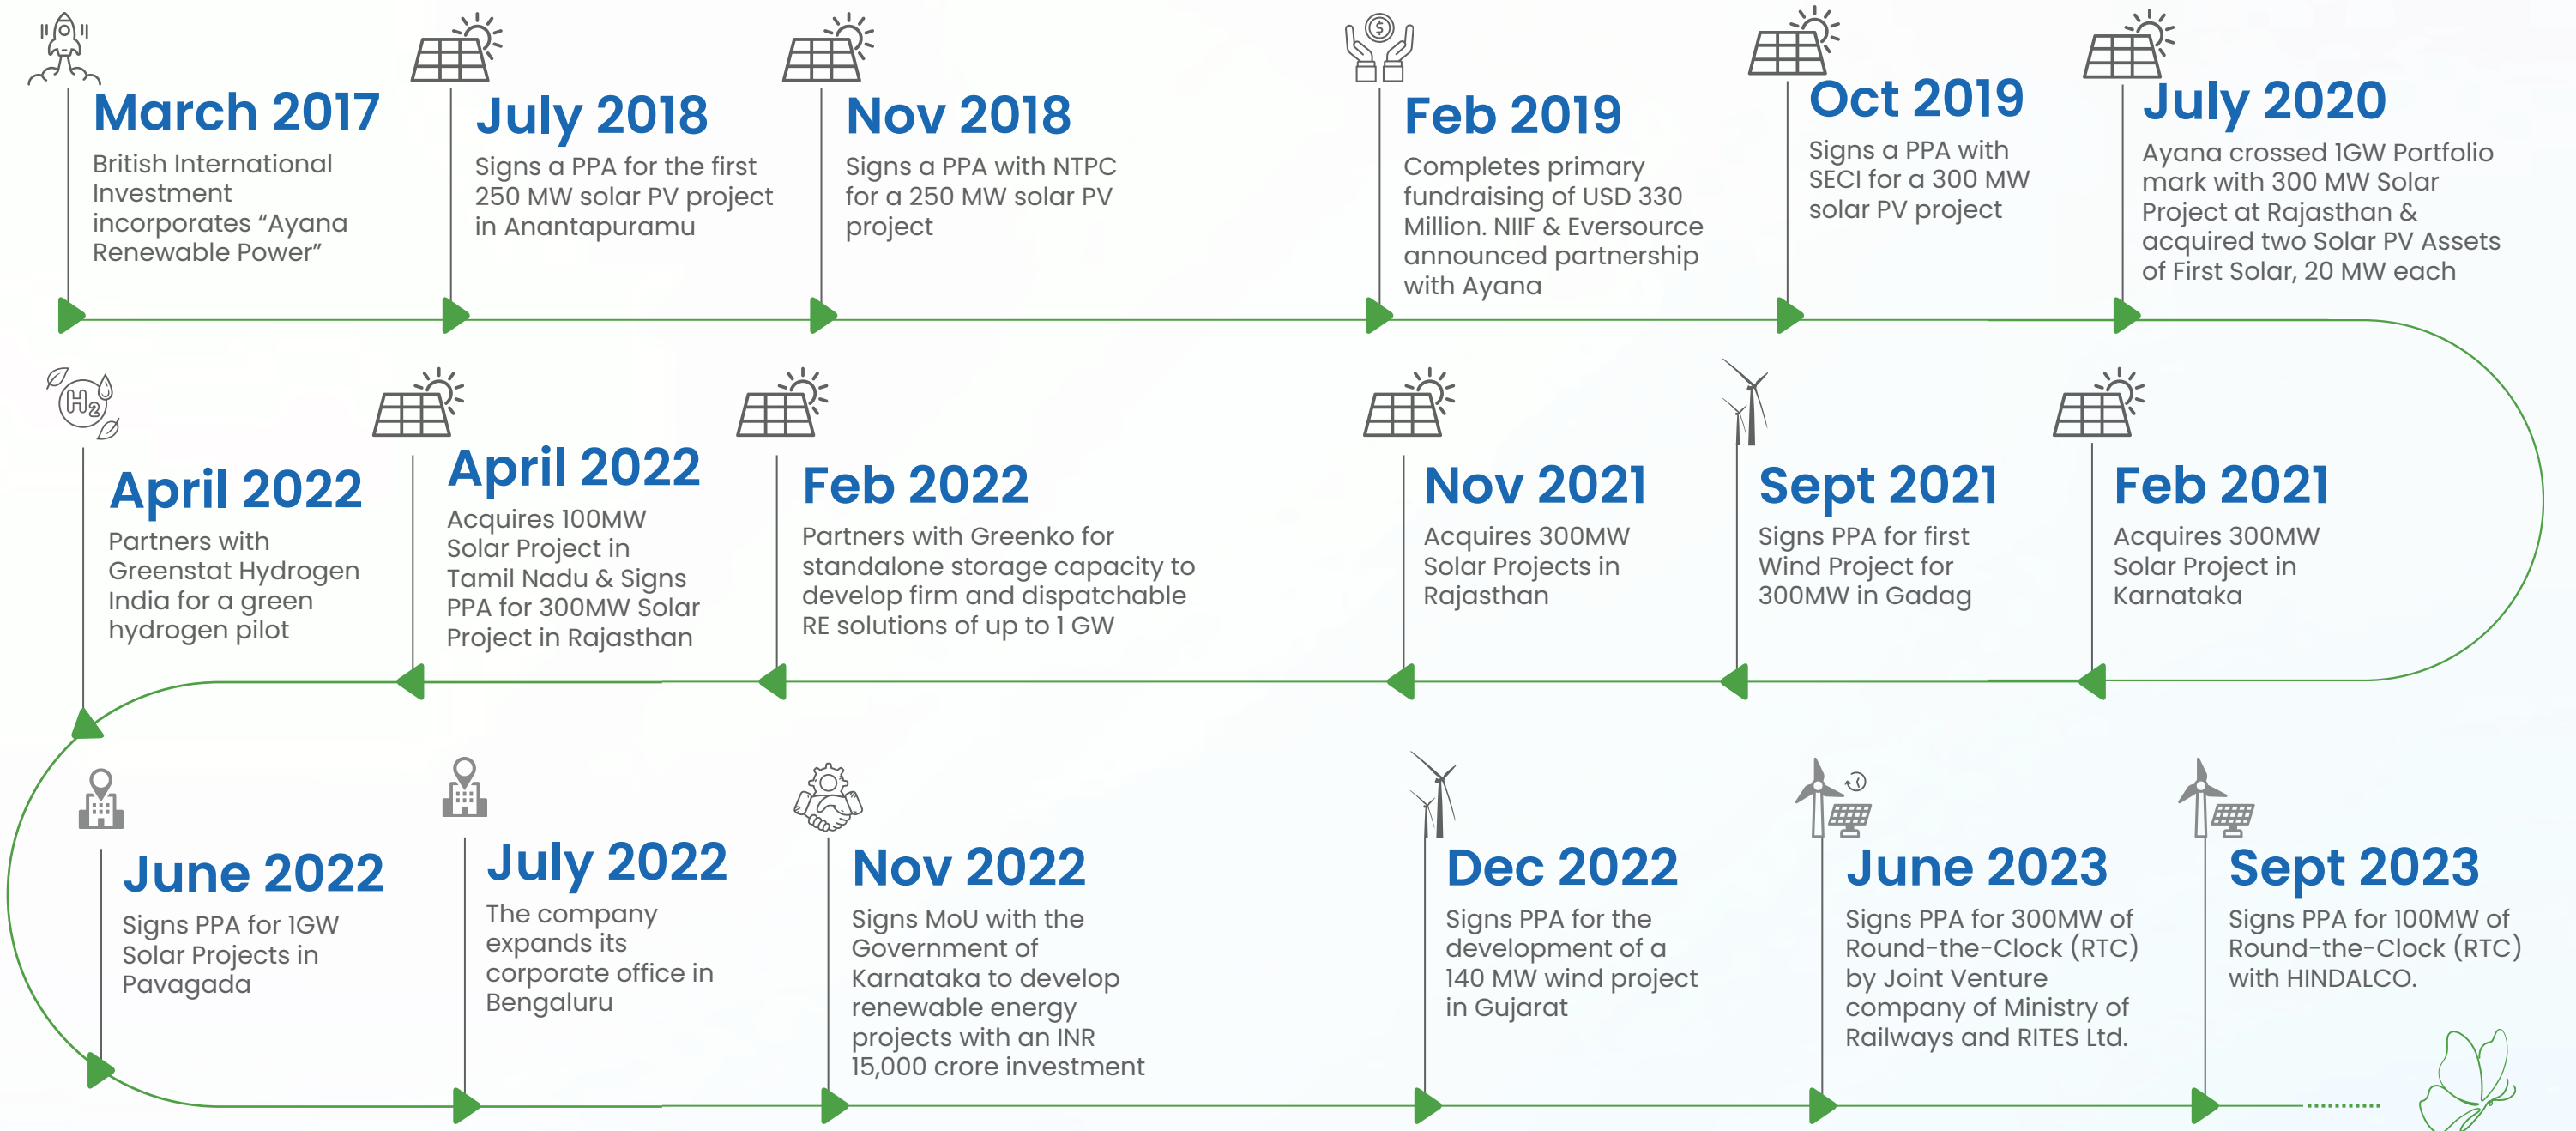 March 2017
British International
Investment
incorporates “Ayana
Renewable Power”
July 2018
Signs a PPA for the first
250 MW solar PV project
in Anantapuramu
Nov 2018
Signs a PPA with NTPC
for a 250 MW solar PV
project
Feb 2019
Completes primary
fundraising of USD 330
Million. NIIF & Eversource
announced partnership
with Ayana
Oct 2019
Signs a PPA with
SECI for a 300 MW
solar PV project
July 2020
Ayana crossed 1GW Portfolio
mark with 300 MW Solar
Project at Rajasthan &
acquired two Solar PV Assets
of First Solar, 20 MW each
Feb 2021
Acquires 300MW
Solar Project in
Karnataka
Sept 2021
Signs PPA for first
Wind Project for
300MW in Gadag
Nov 2021
Acquires 300MW
Solar Projects in
Rajasthan
Feb 2022
Partners with Greenko for
standalone storage capacity to
develop firm and dispatchable
RE solutions of up to 1 GW
April 2022
Acquires 100MW
Solar Project in
Tamil Nadu & Signs
PPA for 300MW Solar
Project in Rajasthan
H2
April 2022
Partners with
Greenstat Hydrogen
India for a green
hydrogen pilot
June 2022
Signs PPA for 1GW
Solar Projects in
Pavagada
July 2022
The company
expands its
corporate office in
Bengaluru
Nov 2022
Signs MoU with the
Government of
Karnataka to develop
renewable energy
projects with an INR
15,000 crore investment
Dec 2022
Signs PPA for the
development of a
140 MW wind project
in Gujarat
June 2023
Signs PPA for 300MW of
Round-the-Clock (RTC)
by Joint Venture
company of Ministry of
Railways and RITES Ltd.
Sept 2023
Signs PPA for 100MW of
Round-the-Clock (RTC)
with HINDALCO.